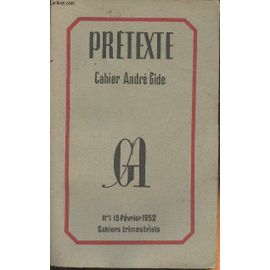 PRÉTEXTE
Cahier André Gide
GA
N°1 15 Février 1952
Cahiers trimestriels